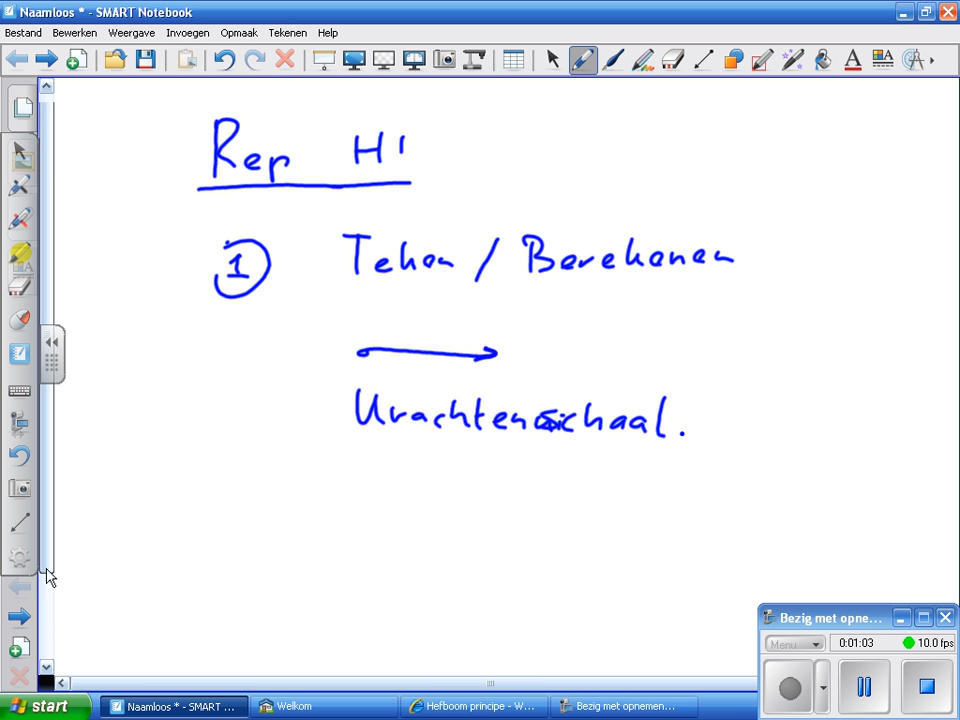 Naamloos * - SMART Notebook
Bestand Bewerken Weergave Invoegen Opmaak Tekenen Help
Rep H1
1 Teken / Berekenen
Krachtenschaal.
Bezig met opne...
Menu 0:01:03 10.0 fps
start Naamloos * - SMART ... Welkom Hefboom principe - W... Bezig met opnemen...